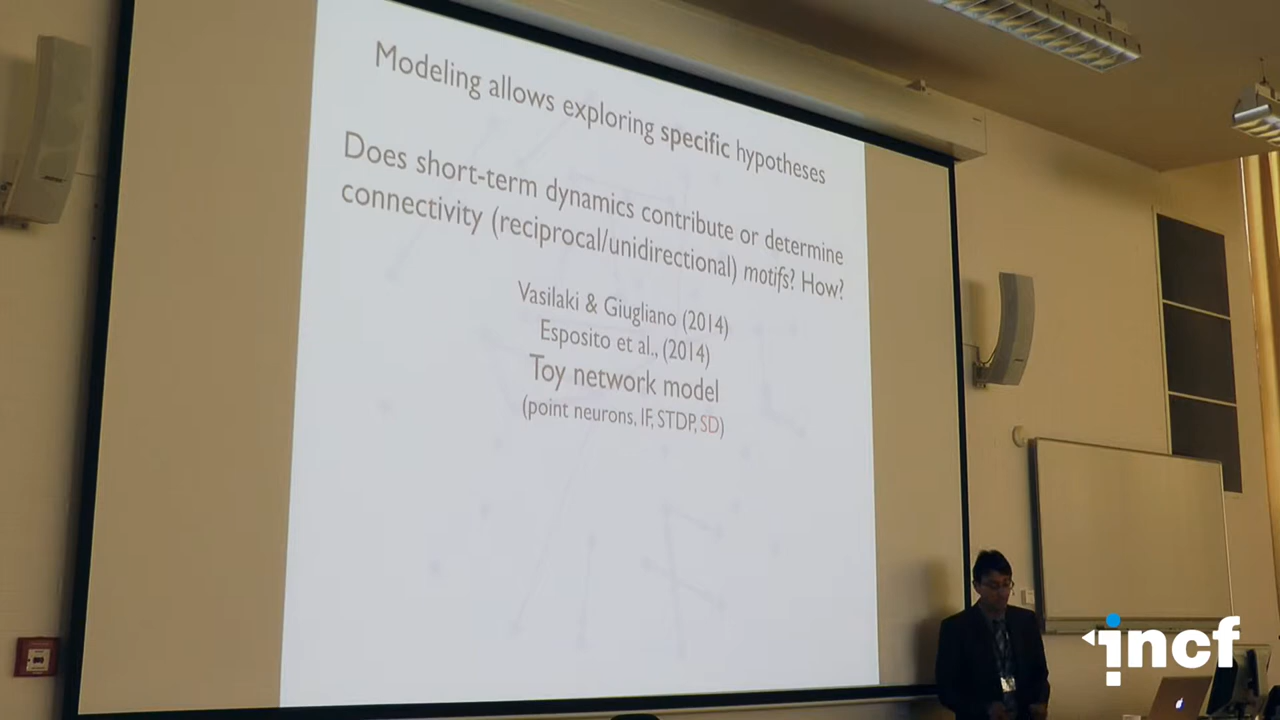 Modeling allows exploring specific hypotheses
Does short-term dynamics contribute or determine
connectivity (reciprocal/unidirectional) motifs? How?
Vasilaki & Giugliano (2014)
Esposito et al., (2014)
Toy network model
(point neurons, IF, STDP, SD)
incf